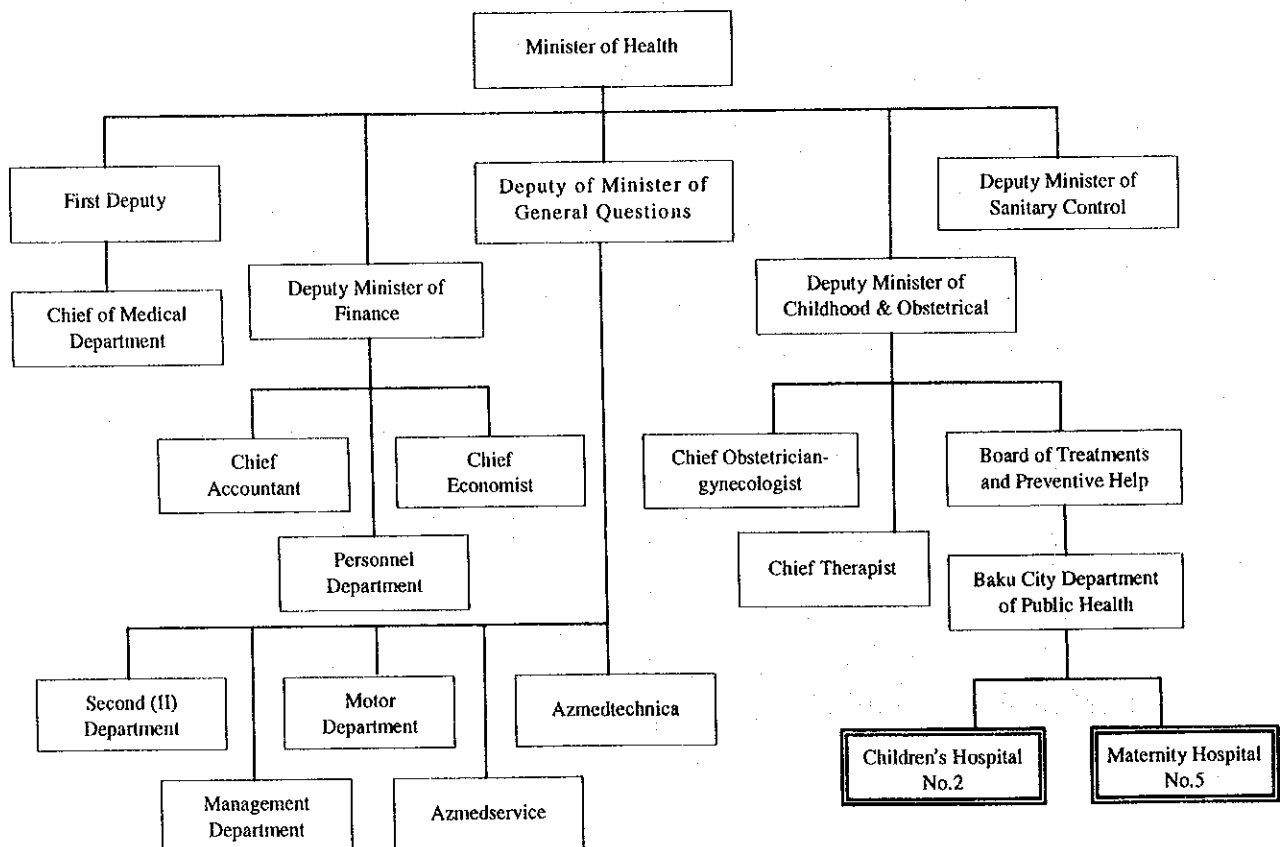 Minister of Health
First Deputy
Deputy of Minister of
General Questions
Deputy Minister of
Sanitary Control
Chief of Medical
Department
Deputy Minister of
Finance
Deputy Minister of
Childhood & Obstetrical
Chief
Accountant
Chief
Economist
Chief Obstetrician-
gynecologist
Board of Treatments
and Preventive Help
Personnel
Department
Chief Therapist
Baku City Department
of Public Health
Second (II)
Department
Motor
Department
Azmedtechnica
Children's Hospital
No.2
Maternity Hospital
No.5
Management
Department
Azmedservice